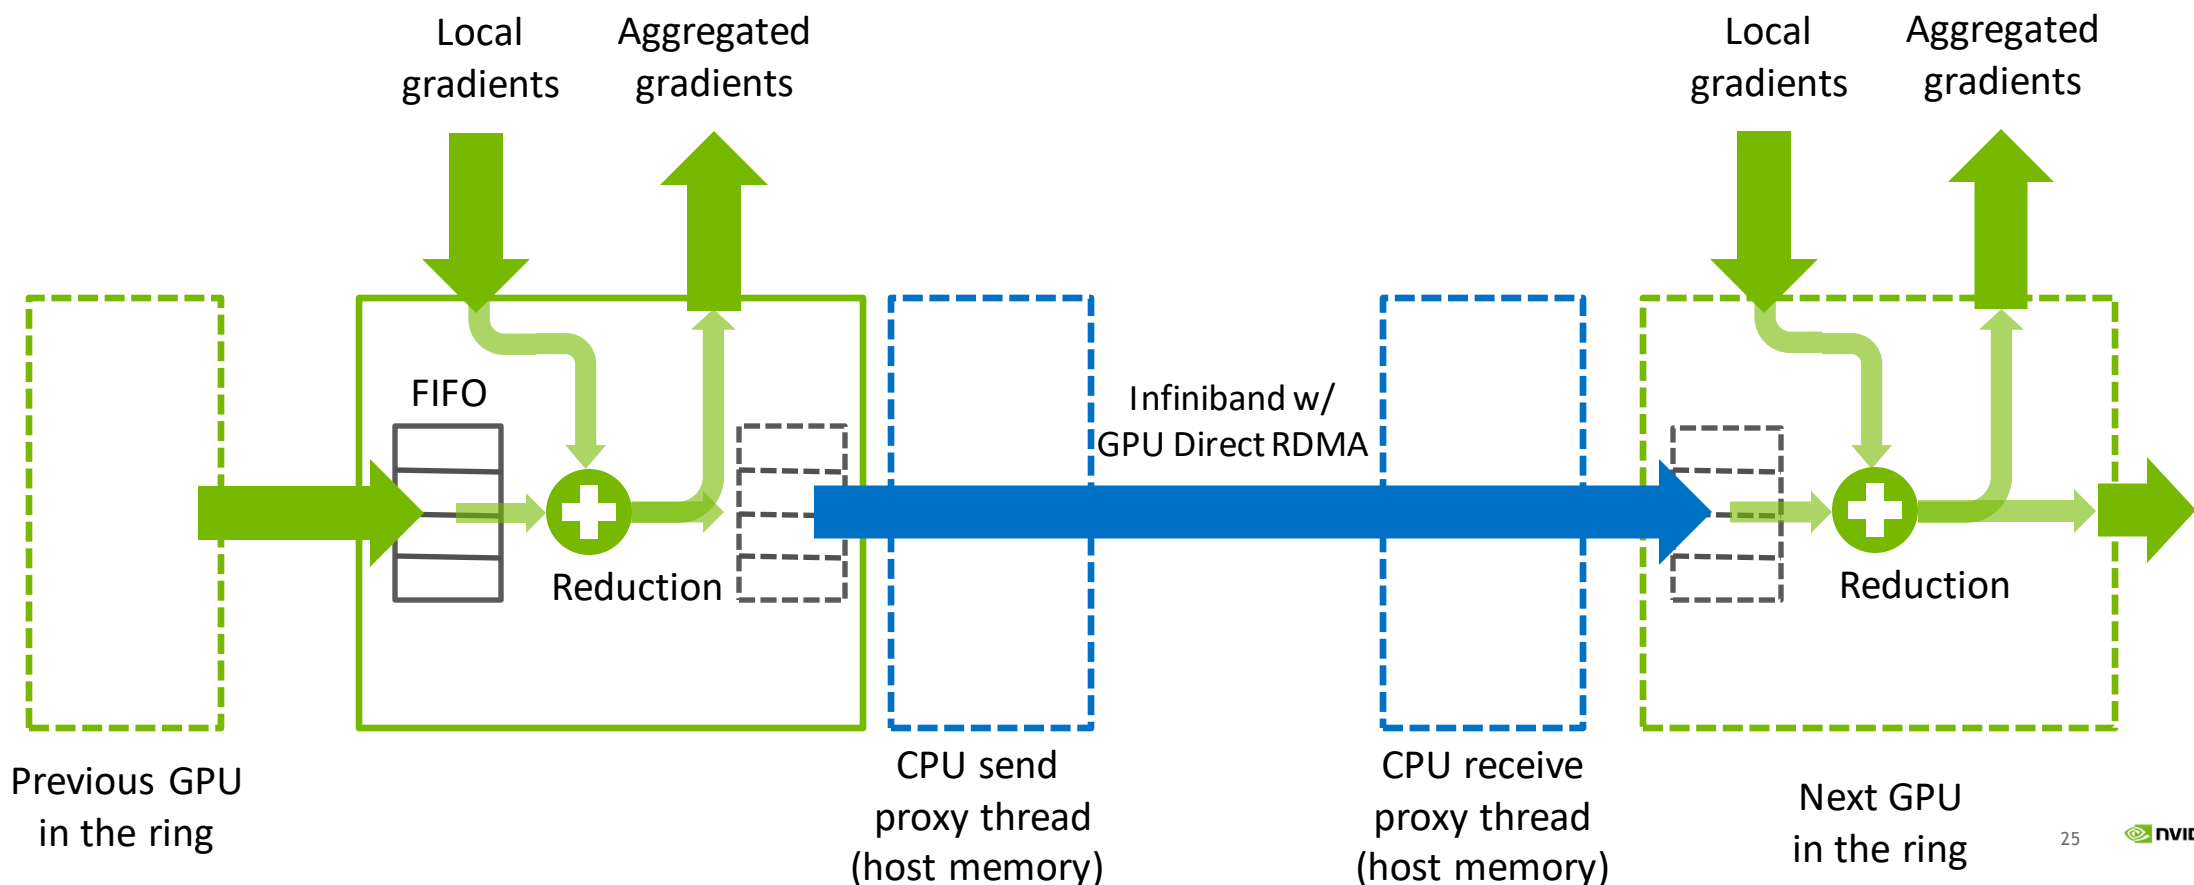 Local
gradients
Aggregated
gradients
Local
gradients
Aggregated
gradients
FIFO
Reduction
Infiniband w/
GPU Direct RDMA
Reduction
Previous GPU
in the ring
CPU send
proxy thread
(host memory)
CPU receive
proxy thread
(host memory)
Next GPU
in the ring
25